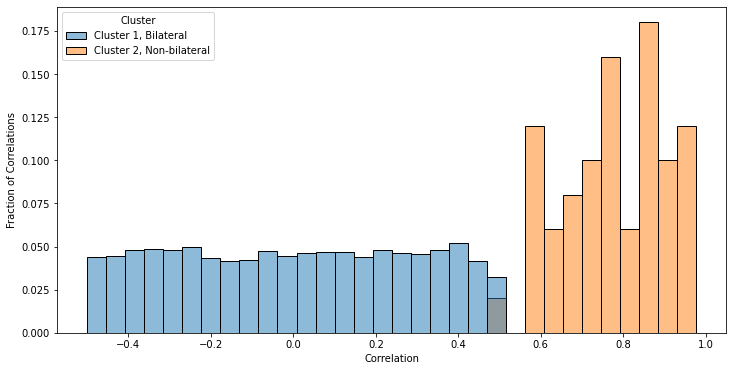 Cluster
Cluster 1, Bilateral
Cluster 2, Non-bilateral
Fraction of Correlations
0.175
0.150
0.125
0.100
0.075
0.050
0.025
0.000
−0.4 −0.2 0.0 0.2 0.4 0.6 0.8 1.0
Correlation